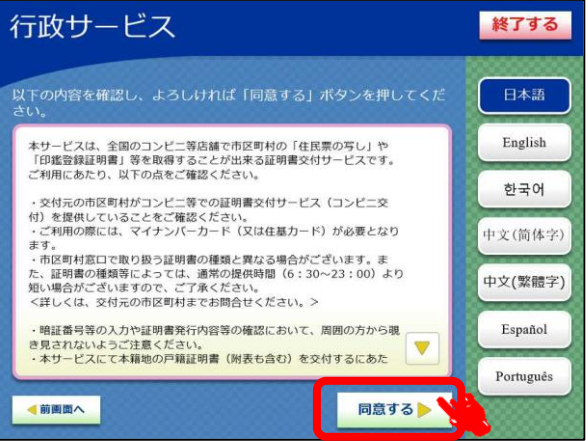 行政サービス
終了する
以下の内容を確認し、よろしければ「同意する」ボタンを押してくだ
さい。
本サービスは、全国のコンビニ等店舗で市区町村の「住民票の写し」や
「印鑑登録証明書」等を取得することが出来る証明書交付サービスです。
ご利用にあたり、以下の点をご確認ください。
・交付元の市区町村がコンビニ等での証明書交付サービス（コンビニ交
付）を提供していることをご確認ください。
・ご利用の際には、マイナンバーカード（又は住基カード）が必要となり
ます。
・市区町村窓口で取り扱う証明書の種類と異なる場合がございます。ま
た、証明書の種類等によっては、通常の提供時間（6：30～23：00）より
短い場合がございますので、ご了承ください。
＜詳しくは、交付元の市区町村までお問合せください。＞
・暗証番号等の入力や証明書発行内容等の確認において、周囲の方から覗
き見されないようご注意ください。
・本サービスにて本籍地の戸籍証明書（附表も含む）を交付するにあた
日本語
English
한국어
中文(简体字)
中文(繁體字)
Español
Português
前画面へ
同意する